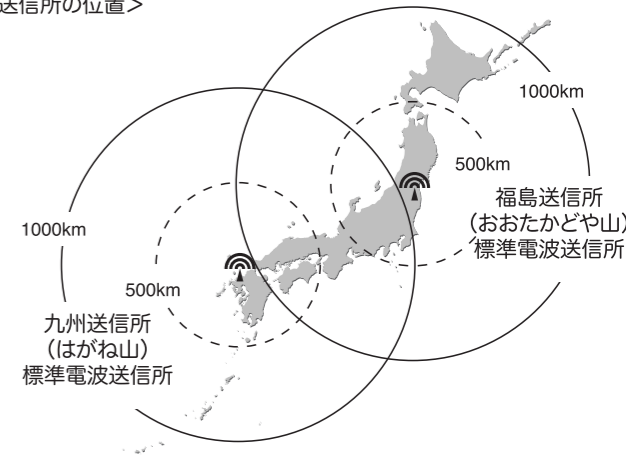 送信所の位置＞
1000km
500km
福島送信所
（おおたかどや山）
標準電波送信所
1000km
500km
九州送信所
（はがね山）
標準電波送信所